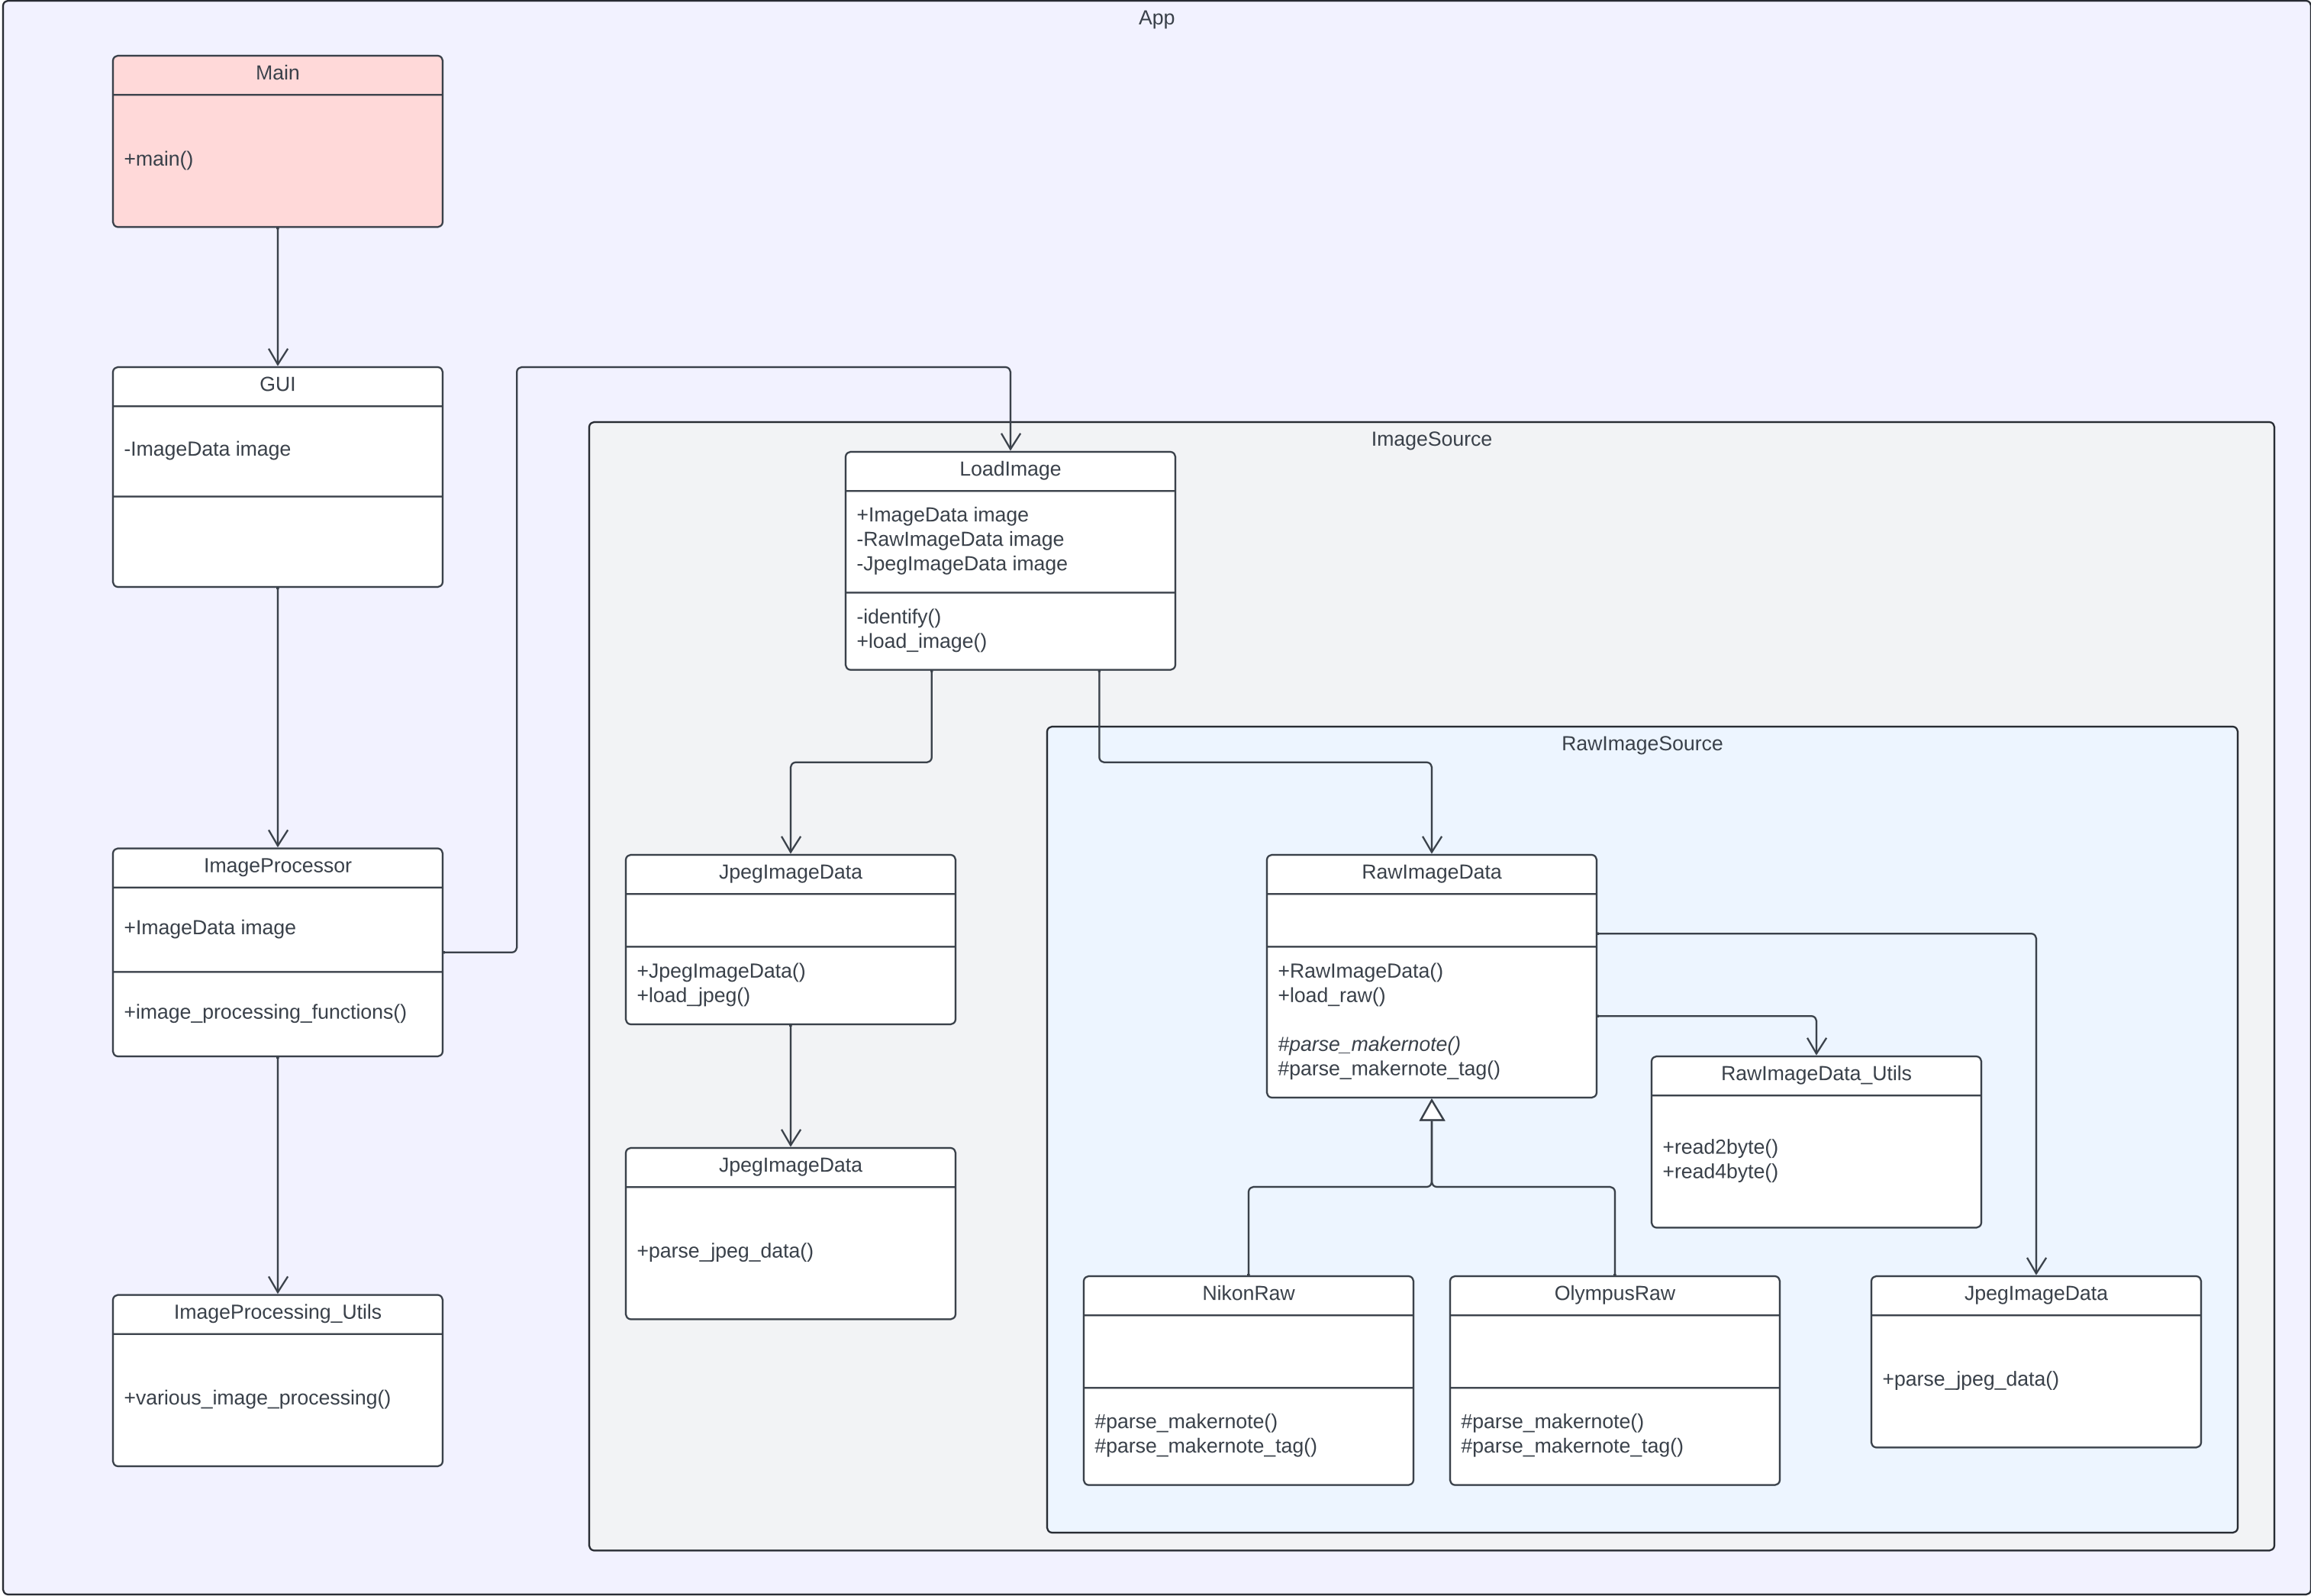 App
Main
+main()
GUI
-ImageData image
ImageProcessor
+ImageData image
+image_processing_functions()
ImageProcessing_Utils
+various_image_processing()
ImageSource
LoadImage
+ImageData image
-RawImageData image
-JpegImageData image
-identify()
+load_image()
JpegImageData
+JpegImageData()
+load_jpeg()
JpegImageData
+parse_jpeg_data()
RawImageSource
RawImageData
+RawImageData()
+load_raw()
#parse_makernote()
#parse_makernote_tag()
RawImageData_Utils
+read2byte()
+read4byte()
NikonRaw
#parse_makernote()
#parse_makernote_tag()
OlympusRaw
#parse_makernote()
#parse_makernote_tag()
JpegImageData
+parse_jpeg_data()